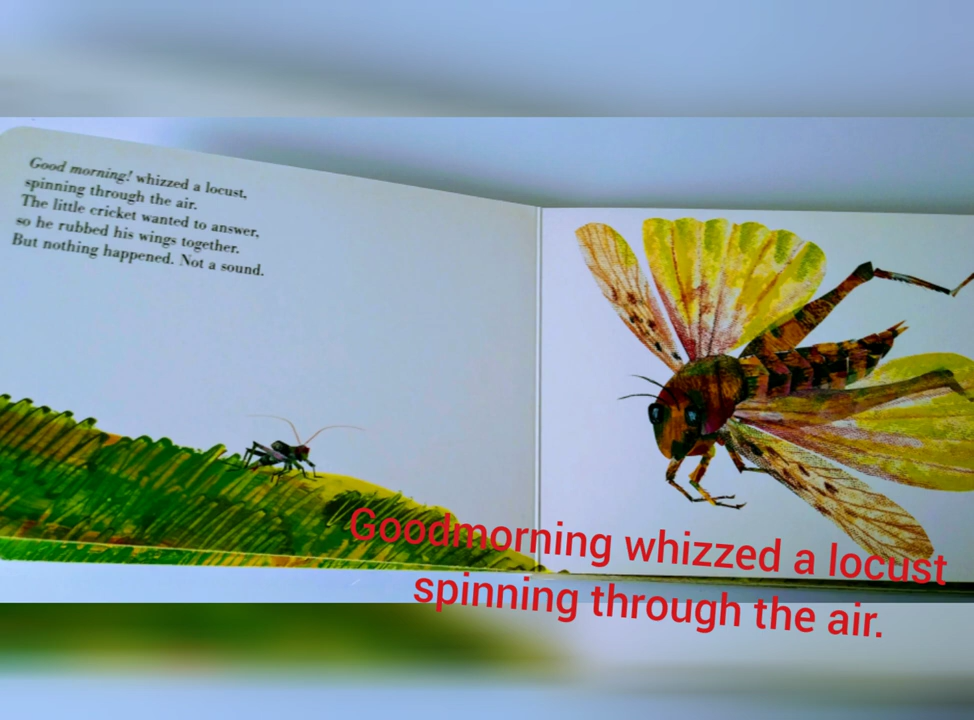 Good morning! whizzed a locust,
spinning through the air.
The little cricket wanted to answer,
so he rubbed his wings together.
But nothing happened. Not a sound.
Goodmorning whizzed a locust
spinning through the air.